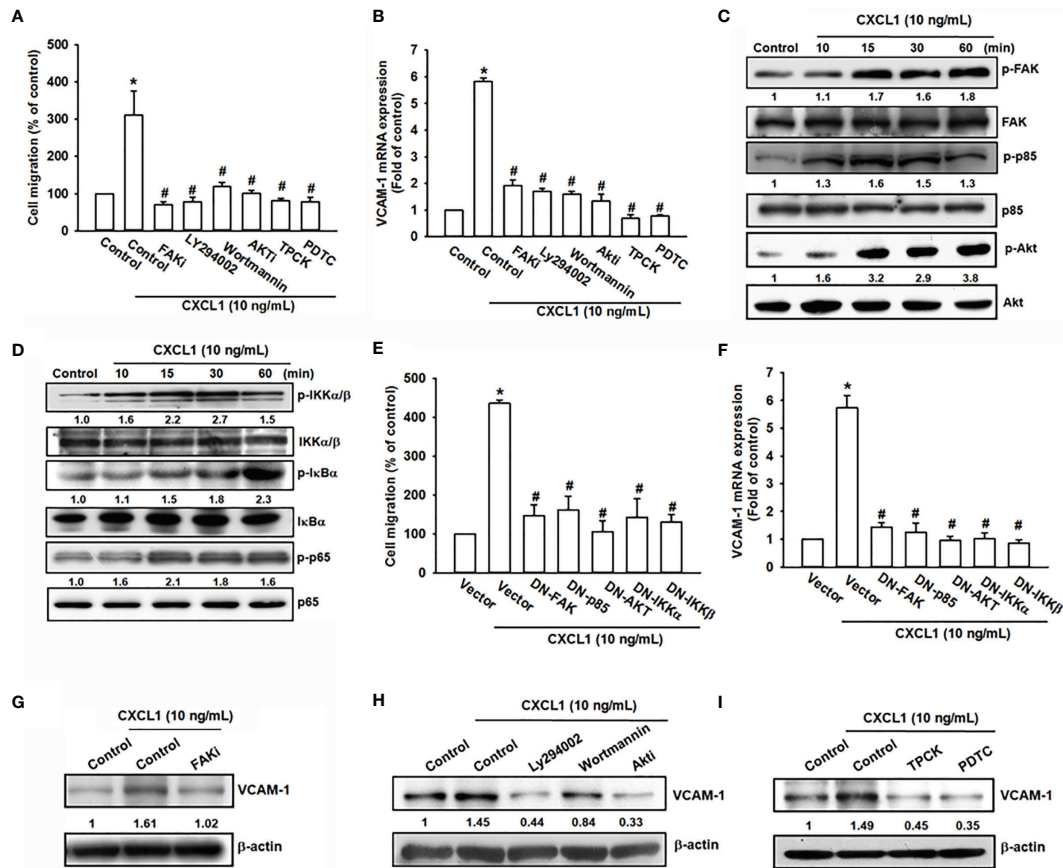 A
Cell migration (% of control)
500
400
300
200
100
0
*
#
#
#
#
#
#
Control
Control
FAKi
LY294002
Wortmannin
AKTi
TPCK
PDTC
CXCL1 (10 ng/mL)
B
VCAM-1 mRNA expression
(Fold of control)
7
6
5
4
3
2
1
0
*
#
#
#
#
#
#
Control
Control
FAKi
Ly294002
Wortmannin
Akti
TPCK
PDTC
CXCL1 (10 ng/mL)
C
CXCL1 (10 ng/mL)
Control 10 15 30 60 (min)
p-FAK
1 1.1 1.7 1.6 1.8
FAK
p-p85
1 1.3 1.6 1.5 1.3
p85
p-Akt
1 1.6 3.2 2.9 3.8
Akt
D
CXCL1 (10 ng/mL)
Control 10 15 30 60 (min)
p-IKKα/β
1.0 1.6 2.2 2.7 1.5
IKKα/β
p-IκBα
1.0 1.1 1.5 1.8 2.3
IκBα
p-p65
1.0 1.6 2.1 1.8 1.6
p65
E
Cell migration (% of control)
500
400
300
200
100
0
*
#
#
#
#
#
Vector
Vector
DN-FAK
DN-p85
DN-AKT
DN-IKKα
DN-IKKβ
CXCL1 (10 ng/mL)
F
VCAM-1 mRNA expression
(Fold of control)
7
6
5
4
3
2
1
0
*
#
#
#
#
#
Vector
Vector
DN-FAK
DN-p85
DN-AKT
DN-IKKα
DN-IKKβ
CXCL1 (10 ng/mL)
G
CXCL1 (10 ng/mL)
Control Control FAKi
VCAM-1
1 1.61 1.02
β-actin
H
CXCL1 (10 ng/mL)
Control Control Ly294002 Wortmannin Akti
VCAM-1
1 1.45 0.44 0.84 0.33
β-actin
I
CXCL1 (10 ng/mL)
Control Control TPCK PDTC
VCAM-1
1 1.49 0.45 0.35
β-actin